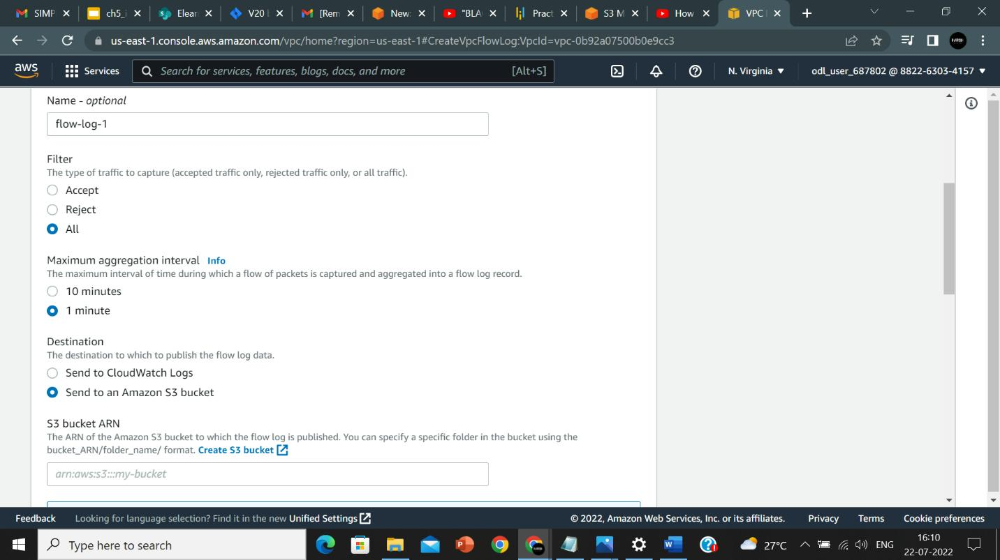 SIMP
ch5_i
Elear
V20 b
[Rem
New:
"BLA
Pract
S3 M
How
VPC
us-east-1.console.aws.amazon.com/vpc/home?region=us-east-1#CreateVpcFlowLog:VpcId=vpc-0b92a07500b0e9cc3
aws
Services
Search for services, features, blogs, docs, and more
[Alt+S]
N. Virginia
odl_user_687802 @ 8822-6303-4157
Name - optional
flow-log-1
Filter
The type of traffic to capture (accepted traffic only, rejected traffic only, or all traffic).
Accept
Reject
All
Maximum aggregation interval Info
The maximum interval of time during which a flow of packets is captured and aggregated into a flow log record.
10 minutes
1 minute
Destination
The destination to which to publish the flow log data.
Send to CloudWatch Logs
Send to an Amazon S3 bucket
S3 bucket ARN
The ARN of the Amazon S3 bucket to which the flow log is published. You can specify a specific folder in the bucket using the
bucket_ARN/folder_name/ format. Create S3 bucket
arn:aws:s3:::my-bucket
Feedback
Looking for language selection? Find it in the new Unified Settings
© 2022, Amazon Web Services, Inc. or its affiliates.
Privacy
Terms
Cookie preferences
Type here to search
27°C
ENG
16:10
22-07-2022